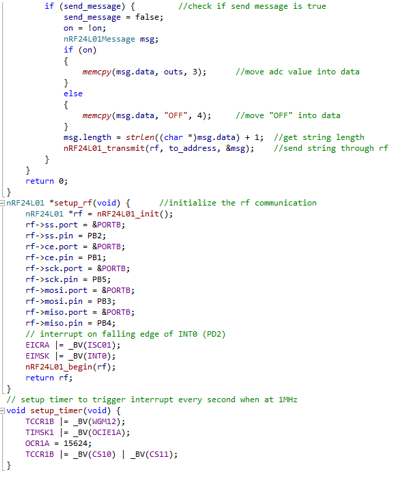 if (send_message) {          //check if send message is true
send_message = false;
on = !on;
nRF24L01Message msg;
if (on)
{
memcpy(msg.data, outs, 3);      //move adc value into data
}
else
{
memcpy(msg.data, "OFF", 4);     //move "OFF" into data
}
msg.length = strlen((char *)msg.data) + 1;  //get string length
nRF24L01_transmit(rf, to_address, &msg);    //send string through rf
}
}
return 0;
}
nRF24L01 *setup_rf(void) {      //initialize the rf communication
nRF24L01 *rf = nRF24L01_init();
rf->ss.port = &PORTB;
rf->ss.pin = PB2;
rf->ce.port = &PORTB;
rf->ce.pin = PB1;
rf->sck.port = &PORTB;
rf->sck.pin = PB5;
rf->mosi.port = &PORTB;
rf->mosi.pin = PB3;
rf->miso.port = &PORTB;
rf->miso.pin = PB4;
// interrupt on falling edge of INT0 (PD2)
EICRA |= _BV(ISC01);
EIMSK |= _BV(INT0);
nRF24L01_begin(rf);
return rf;
}
// setup timer to trigger interrupt every second when at 1MHz
void setup_timer(void) {
TCCR1B |= _BV(WGM12);
TIMSK1 |= _BV(OCIE1A);
OCR1A = 15624;
TCCR1B |= _BV(CS10) | _BV(CS11);
}